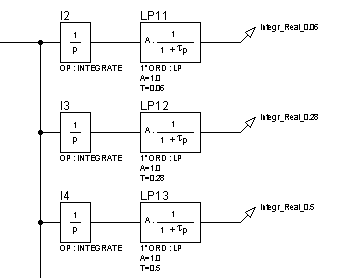 I2 LP11
1/p A. 1/1+τp
Integr_Real_0.06
OP : INTEGRATE 1°ORD : LP
A=1.0
T=0.06
I3 LP12
1/p A. 1/1+τp
Integr_Real_0.28
OP : INTEGRATE 1°ORD : LP
A=1.0
T=0.28
I4 LP13
1/p A. 1/1+τp
Integr_Real_0.5
OP : INTEGRATE 1°ORD : LP
A=1.0
T=0.5